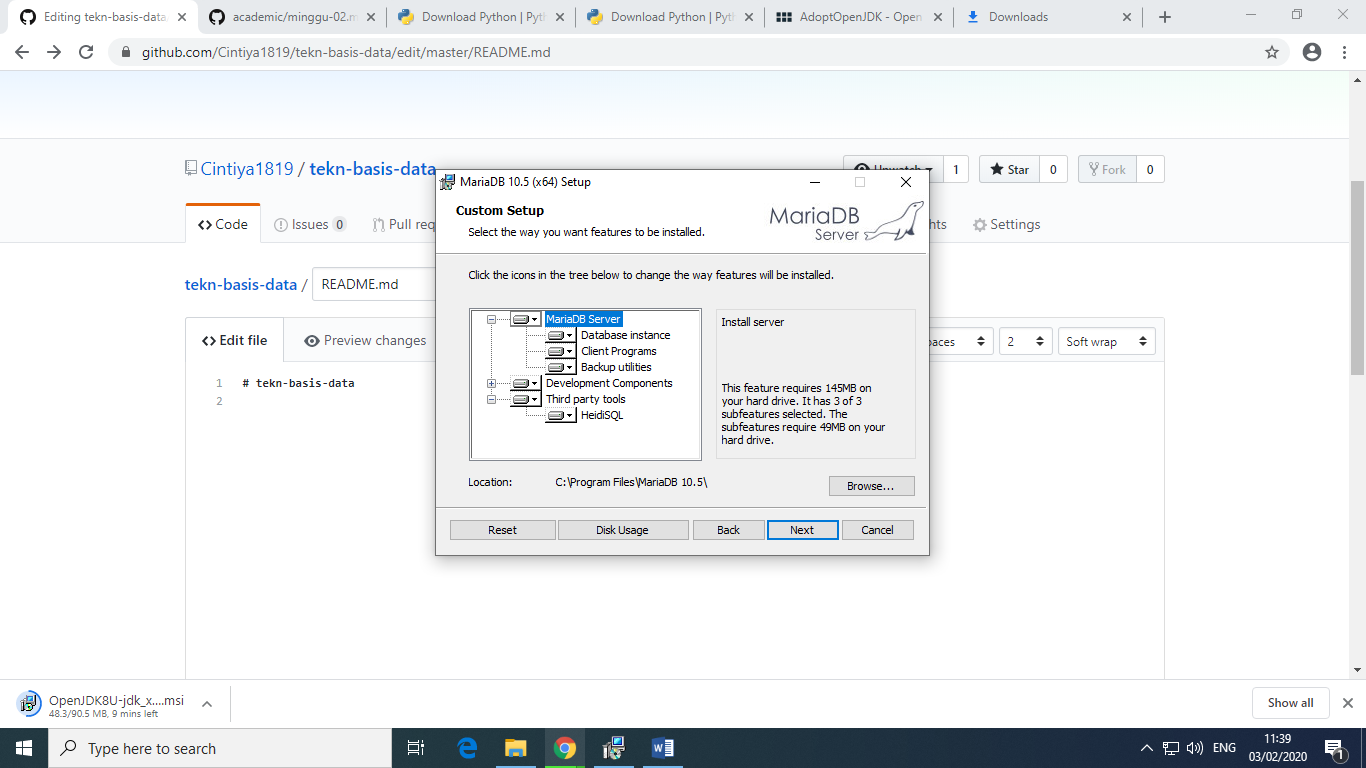 Editing tekn-basis-data
academic/minggu-02.m
Download Python | Pyth
Download Python | Pyth
AdoptOpenJDK - Open
Downloads
github.com/Cintiya1819/tekn-basis-data/edit/master/README.md
Cintiya1819 / tekn-basis-data
Unwatch 1
Star 0
Fork 0
Code
Issues 0
Pull req
hts
Settings
tekn-basis-data / README.md
Edit file
Preview changes
paces
2
Soft wrap
1 # tekn-basis-data
2
MariaDB 10.5 (x64) Setup
Custom Setup
Select the way you want features to be installed.
MariaDB
Server
Click the icons in the tree below to change the way features will be installed.
MariaDB Server
Database instance
Client Programs
Backup utilities
Development Components
Third party tools
HeidiSQL
Install server
This feature requires 145MB on
your hard drive. It has 3 of 3
subfeatures selected. The
subfeatures require 49MB on your
hard drive.
Location: C:\Program Files\MariaDB 10.5\
Browse...
Reset
Disk Usage
Back
Next
Cancel
OpenJDK8U-jdk_x....msi
48.3/90.5 MB, 9 mins left
Show all
Type here to search
ENG
11:39
03/02/2020
1